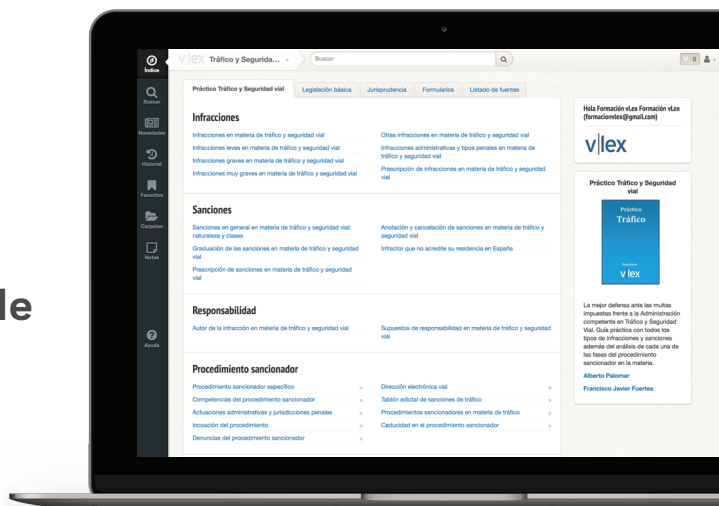 le
Índice
Buscar
Novedades
Historial
Favoritos
Carpetas
Notas
Ayuda
vlex Tráfico y Segurida...
Buscar
0
Práctico Tráfico y Seguridad vial
Legislación básica
Jurisprudencia
Formularios
Listado de fuentes
Infracciones
Infracciones en materia de tráfico y seguridad vial
Infracciones leves en materia de tráfico y seguridad vial
Infracciones graves en materia de tráfico y seguridad vial
Infracciones muy graves en materia de tráfico y seguridad vial
Otras infracciones en materia de tráfico y seguridad vial
Infracciones administrativas y tipos penales en materia de
tráfico y seguridad vial
Prescripción de infracciones en materia de tráfico y seguridad
vial
Sanciones
Sanciones en general en materia de tráfico y seguridad vial:
naturaleza y clases
Graduación de las sanciones en materia de tráfico y seguridad
vial
Prescripción de sanciones en materia de tráfico y seguridad
vial
Anotación y cancelación de sanciones en materia de tráfico y
seguridad vial
Infractor que no acredite su residencia en España
Responsabilidad
Autor de la infracción en materia de tráfico y seguridad vial
Supuestos de responsabilidad en materia de tráfico y seguridad
vial
Procedimiento sancionador
Procedimiento sancionador específico »
Competencias del procedimiento sancionador »
Actuaciones administrativas y jurisdicciones penales »
Incoación del procedimiento »
Denuncias del procedimiento sancionador »
Dirección electrónica vial »
Tablón edictal de sanciones de tráfico »
Procedimientos sancionadores en materia de tráfico »
Caducidad en el procedimiento sancionador »
Hola Formación vLex Formación vLex
(formacionvlex@gmail.com)
v|lex
Práctico Tráfico y Seguridad
vial
Práctico
Tráfico
v lex
La mejor defensa ante las multas
impuestas frente a la Administración
competente en Tráfico y Seguridad
Vial. Guía práctica con todos los
tipos de infracciones y sanciones
además del análisis de cada una de
las fases del procedimiento
sancionador en la materia.
Alberto Palomar
Francisco Javier Fuertes